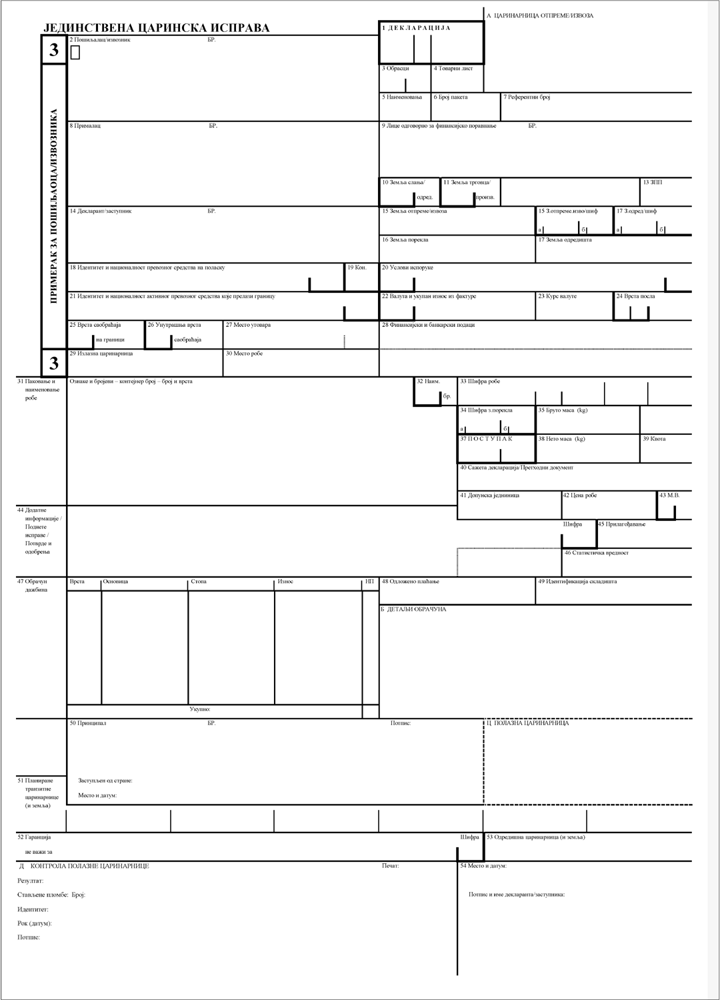 А ЦАРИНАРНИЦА ОТПРЕМЕ/ИЗВОЗА
ЈЕДИНСТВЕНА ЦАРИНСКА ИСПРАВА
1 Д Е К Л А Р А Ц И Ј А
3
2 Пошиљалац/извозник БР.
3 Обрасци 4 Товарни лист
5 Наименовања 6 Број пакета 7 Референтни број
ПРИМЕРАК ЗА ПОШИЉАОЦА/ИЗВОЗНИКА
8 Прималац БР. 9 Лице одговорно за финансијско поравнање БР.
10 Земља слања/ 11 Земља трговца/ 13 ЗПП
одред. произв.
14 Декларант/заступник БР. 15 Земља отпреме/извоза 15 З.отпреме.изво/шиф 17 З.одред/шиф
а б а б
16 Земља порекла 17 Земља одредишта
18 Идентитет и националност превозног средства на поласку 19 Кон. 20 Услови испоруке
21 Идентитет и националност активног превозног средства које прелази границу 22 Валута и укупан износ из фактуре 23 Курс валуте 24 Врста посла
25 Врста саобраћаја 26 Унутрашња врста 27 Место утовара 28 Финансијски и банкарски подаци
на граници саобраћаја
3
29 Излазна царинарница 30 Место робе
31 Паковање и Ознаке и бројеви – контејнер број – број и врста 32 Наим. 33 Шифра робе
наименовање
робе
бр.
34 Шифра з.порекла 35 Бруто маса (kg)
а б
37 П О С Т У П А К 38 Нето маса (kg) 39 Квота
40 Сажета декларација/Претходни документ
41 Допунска једниница 42 Цена робе 43 М.В.
44 Додатне
информације /
Поднете
исправе /
Потврде и
одобрења
Шифра 45 Прилагођавање
46 Статистичка вредност
47 Обрачун Врста Основица Стопа Износ НП 48 Одложено плаћање 49 Идентификација складишта
дажбина
Б ДЕТАЉИ ОБРАЧУНА
Укупно:
50 Принципал БР. Потпис: Ц ПОЛАЗНА ЦАРИНАРНИЦА
51 Планиране Заступљен од стране:
транзитне
царинарнице Место и датум:
(и земља)
52 Гаранција Шифра 53 Одредишна царинарница (и земља)
не важи за
Д КОНТРОЛА ПОЛАЗНЕ ЦАРИНАРНИЦЕ Печат: 54 Место и датум:
Резултат:
Стављене пломбе: Број: Потпис и име декларанта/заступника:
Идентитет:
Рок (датум):
Потпис: